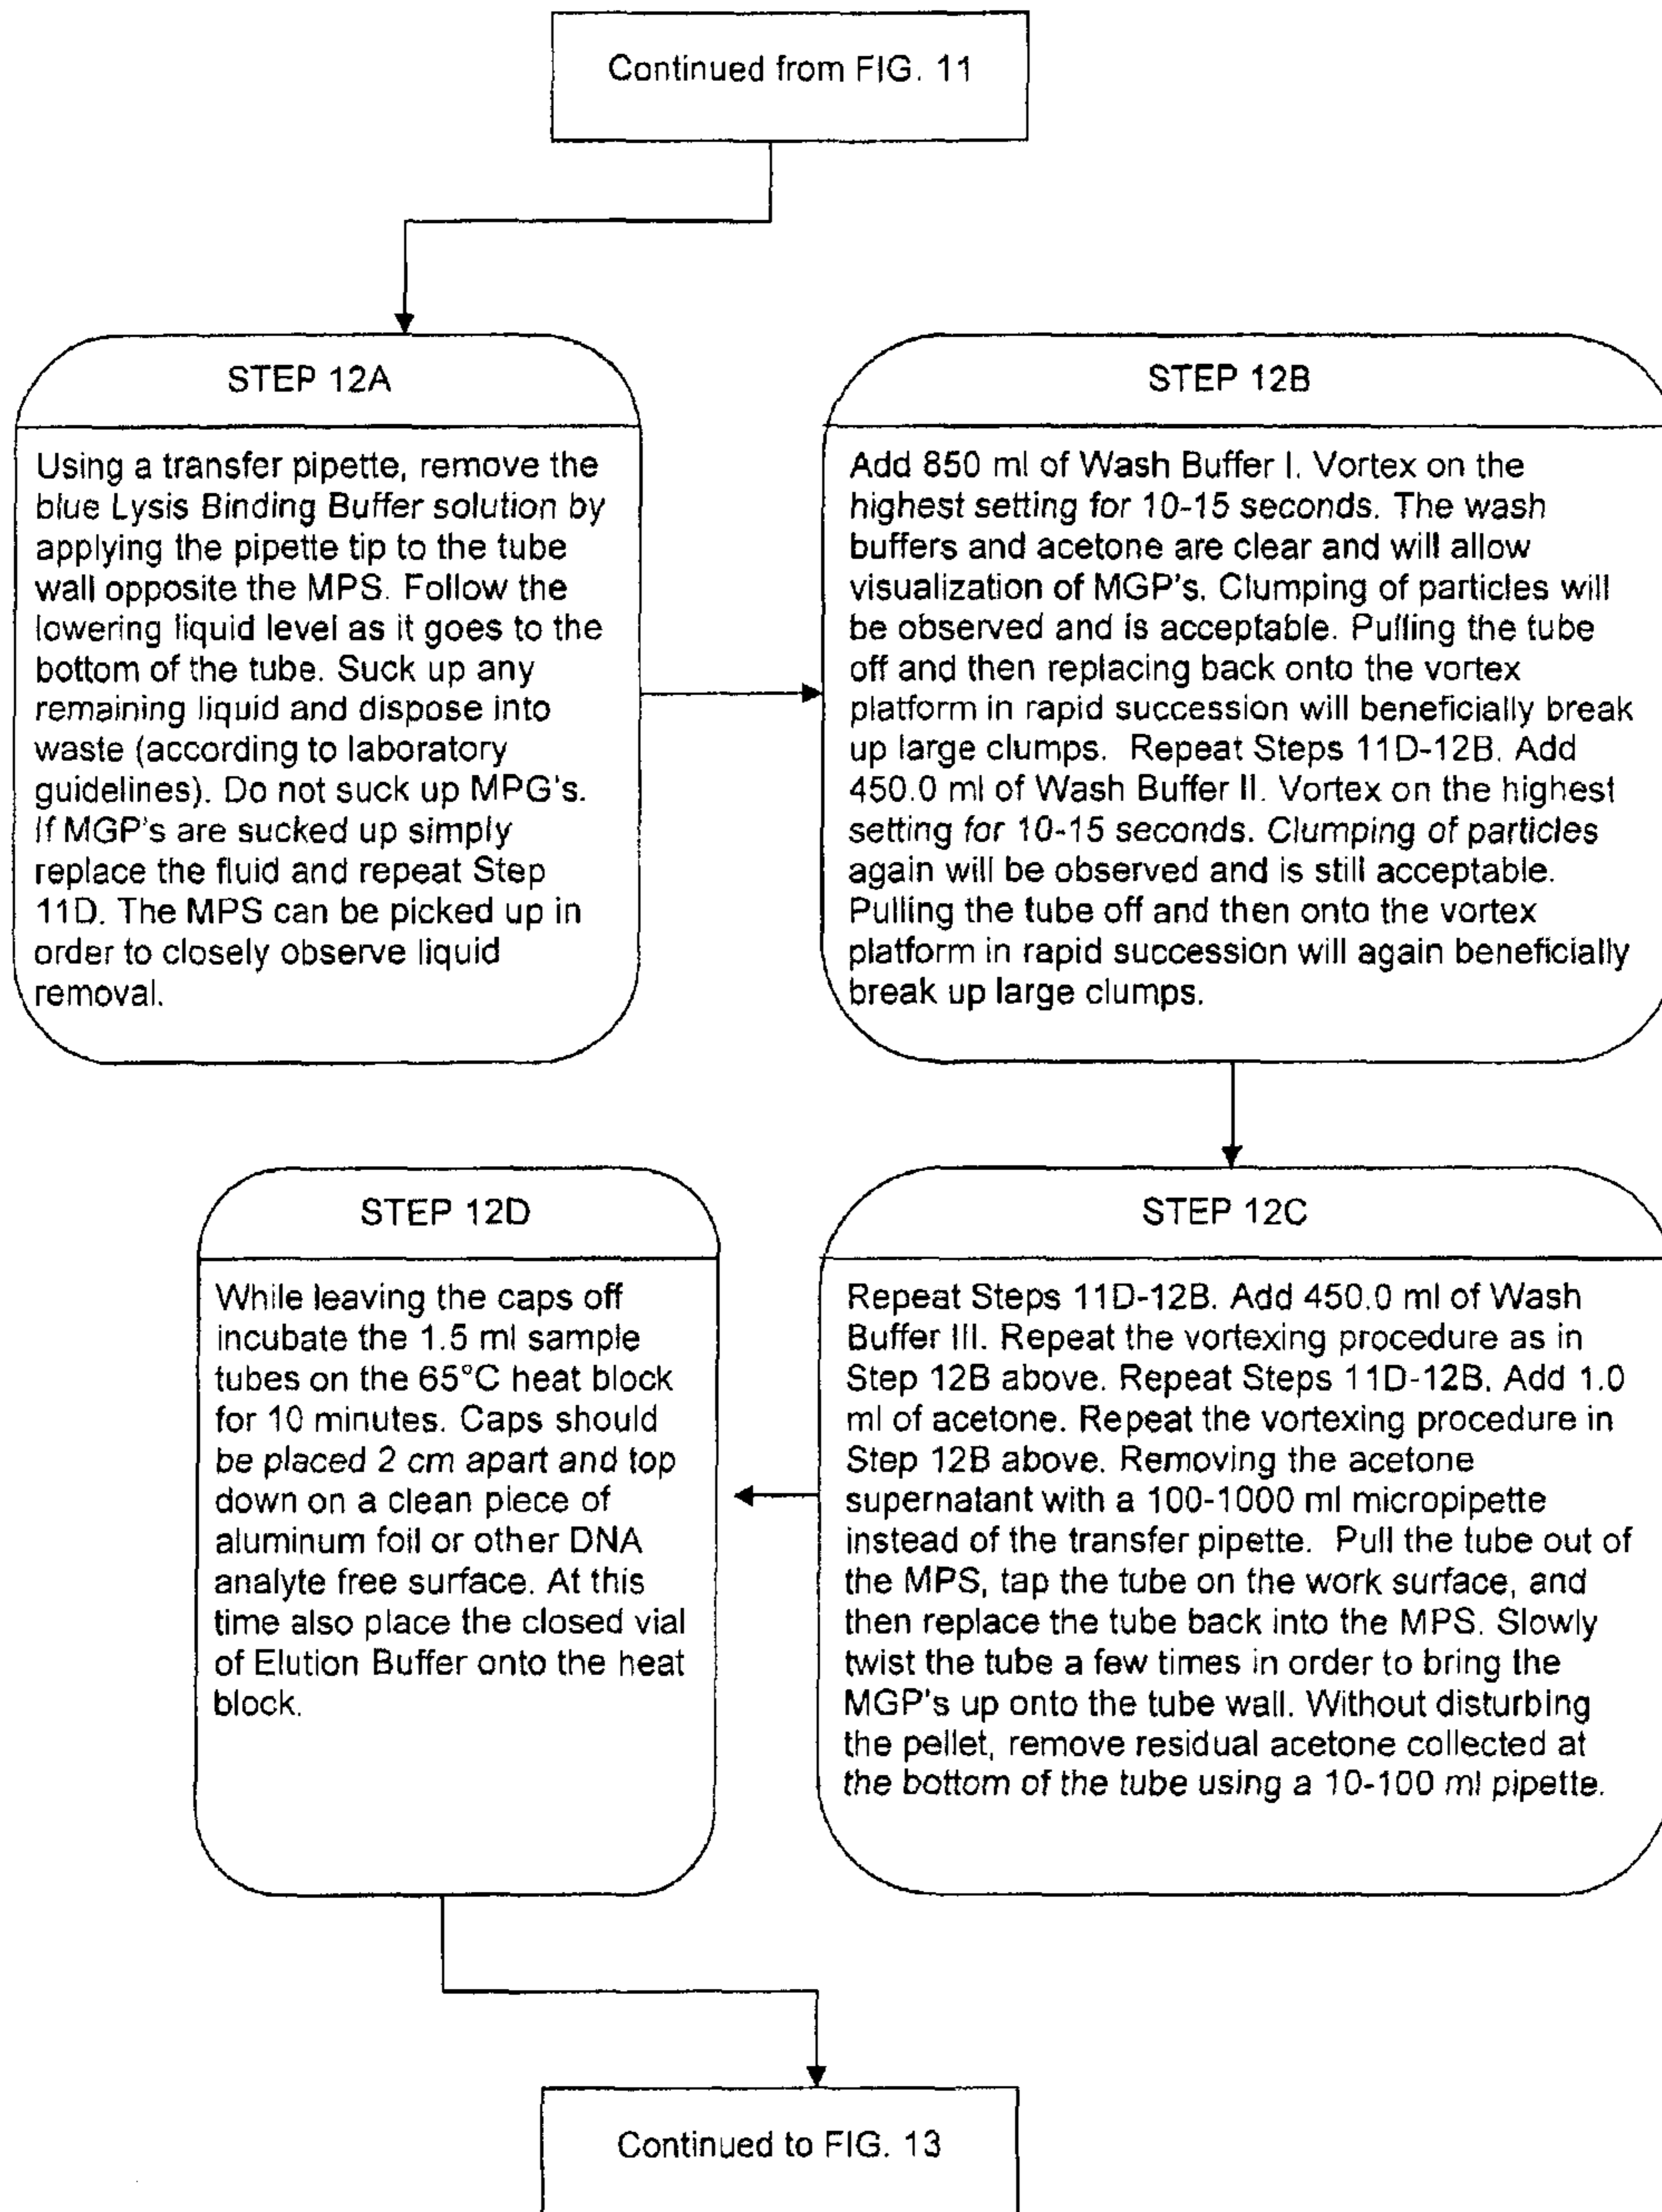 Continued from FIG. 11
STEP 12A
Using a transfer pipette, remove the
blue Lysis Binding Buffer solution by
applying the pipette tip to the tube
wall opposite the MPS. Follow the
lowering liquid level as it goes to the
bottom of the tube. Suck up any
remaining liquid and dispose into
waste (according to laboratory
guidelines). Do not suck up MPG's.
If MGP's are sucked up simply
replace the fluid and repeat Step
11D. The MPS can be picked up in
order to closely observe liquid
removal.
STEP 12B
Add 850 ml of Wash Buffer I. Vortex on the
highest setting for 10-15 seconds. The wash
buffers and acetone are clear and will allow
visualization of MGP's. Clumping of particles will
be observed and is acceptable. Pulling the tube
off and then replacing back onto the vortex
platform in rapid succession will beneficially break
up large clumps. Repeat Steps 11D-12B. Add
450.0 ml of Wash Buffer II. Vortex on the highest
setting for 10-15 seconds. Clumping of particles
again will be observed and is still acceptable.
Pulling the tube off and then onto the vortex
platform in rapid succession will again beneficially
break up large clumps.
STEP 12C
Repeat Steps 11D-12B. Add 450.0 ml of Wash
Buffer III. Repeat the vortexing procedure as in
Step 12B above. Repeat Steps 11D-12B. Add 1.0
ml of acetone. Repeat the vortexing procedure in
Step 12B above. Removing the acetone
supernatant with a 100-1000 ml micropipette
instead of the transfer pipette. Pull the tube out of
the MPS, tap the tube on the work surface, and
then replace the tube back into the MPS. Slowly
twist the tube a few times in order to bring the
MGP's up onto the tube wall. Without disturbing
the pellet, remove residual acetone collected at
the bottom of the tube using a 10-100 ml pipette.
STEP 12D
While leaving the caps off
incubate the 1.5 ml sample
tubes on the 65°C heat block
for 10 minutes. Caps should
be placed 2 cm apart and top
down on a clean piece of
aluminum foil or other DNA
analyte free surface. At this
time also place the closed vial
of Elution Buffer onto the heat
block.
Continued to FIG. 13